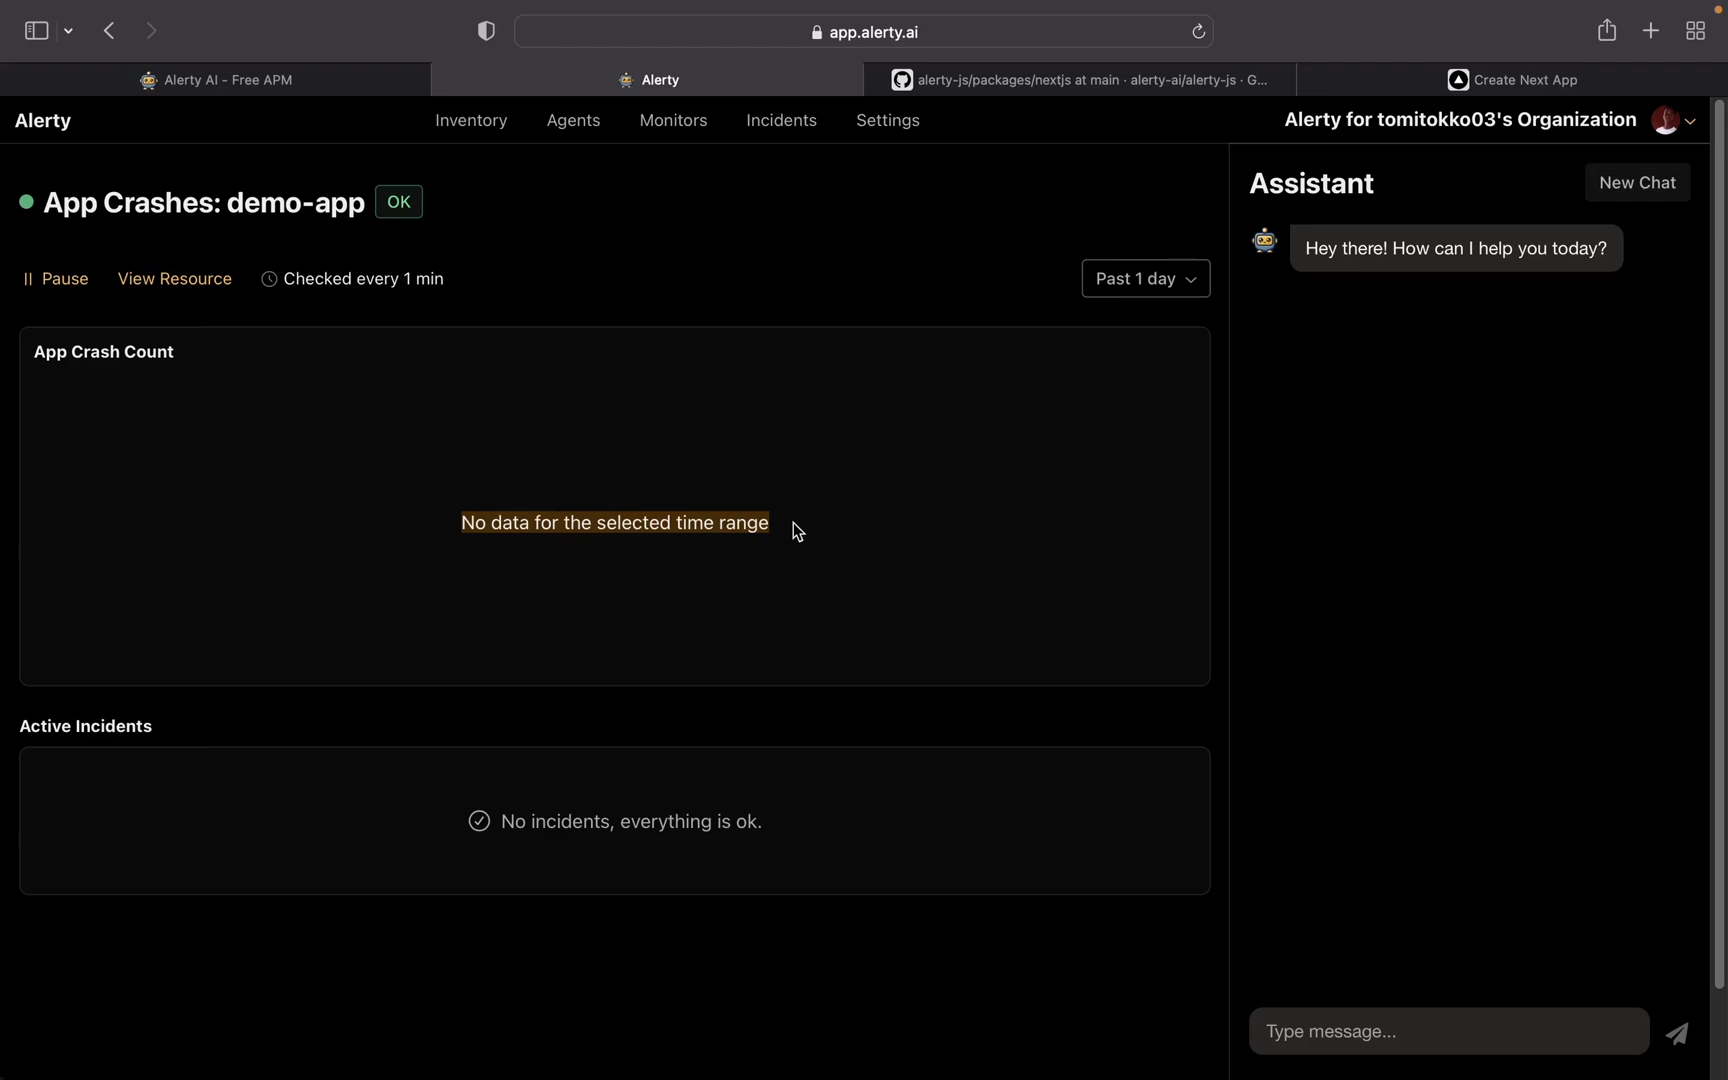 app.alerty.ai
Alerty AI - Free APM
Alerty
alerty-js/packages/nextjs at main · alerty-ai/alerty-js · G...
Create Next App
Alerty
Inventory
Agents
Monitors
Incidents
Settings
Alerty for tomitokko03's Organization
App Crashes: demo-app
OK
Pause
View Resource
Checked every 1 min
Past 1 day
App Crash Count
No data for the selected time range
Active Incidents
No incidents, everything is ok.
Assistant
New Chat
Hey there! How can I help you today?
Type message...